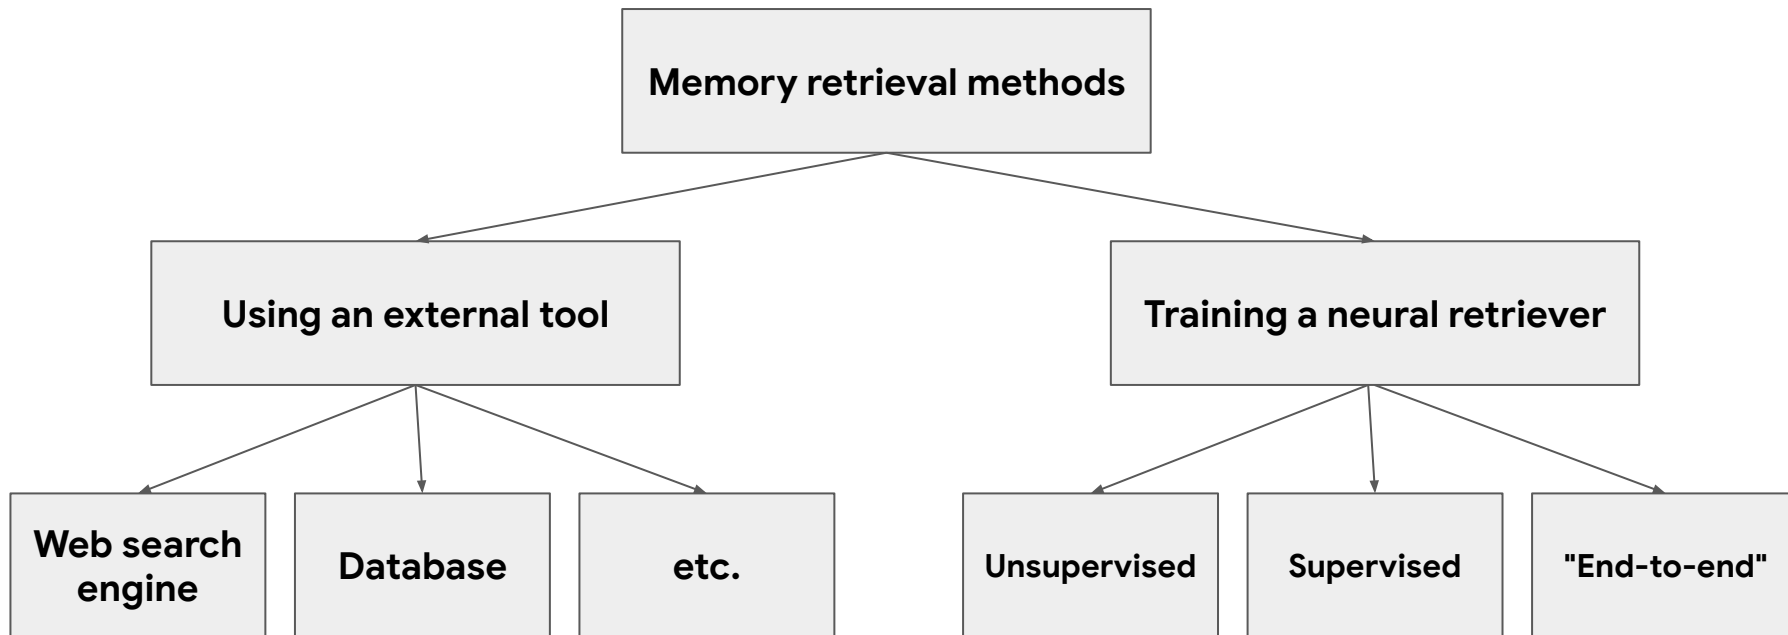 Memory retrieval methods
Using an external tool
Training a neural retriever
Web search
engine
Database
etc.
Unsupervised
Supervised
"End-to-end"